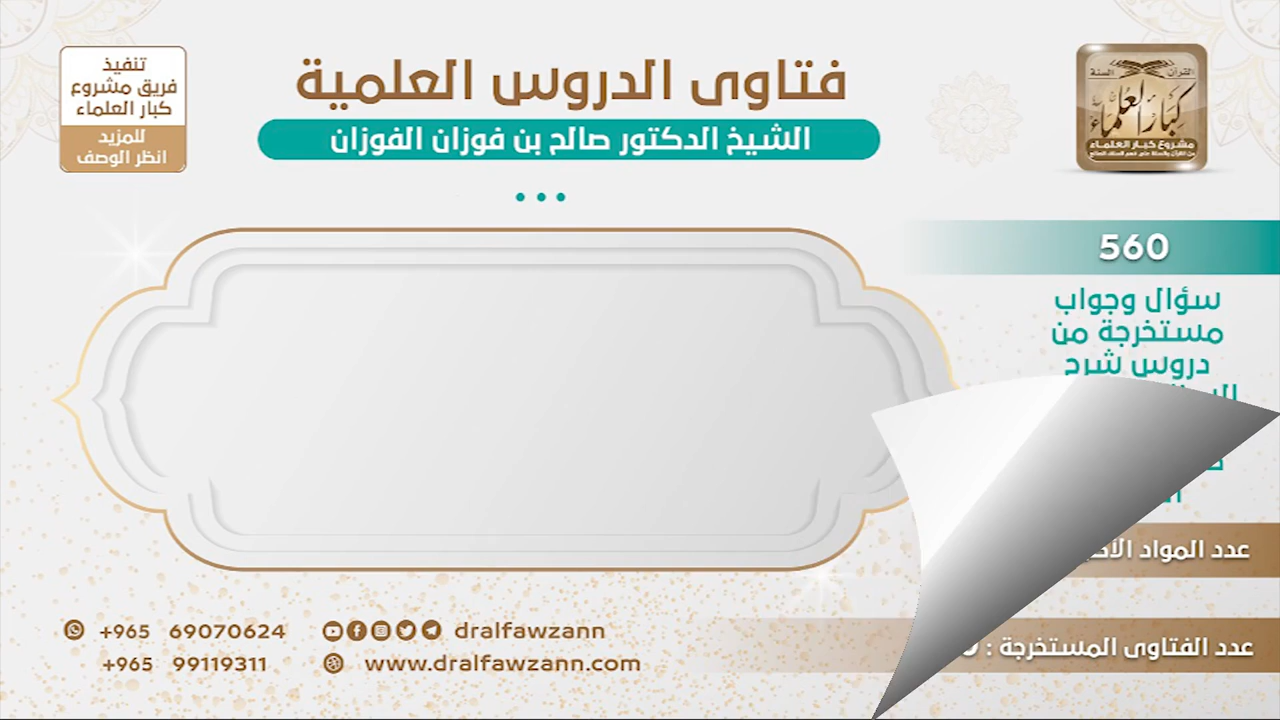 فتاوى الدروس العلمية
الشيخ الدكتور صالح بن فوزان الفوزان
تنفيذ
فريق مشروع
كبار العلماء
للمزيد
انظر الوصف
القرآن
السنة
كبار العلماء
مشروع كبار العلماء
560
سؤال وجواب
مستخرجة من
دروس شرح
عدد المواد
عدد الفتاوى المستخرجة :
+965 69070624
dralfawzann
+965 99119311
www.dralfawzann.com